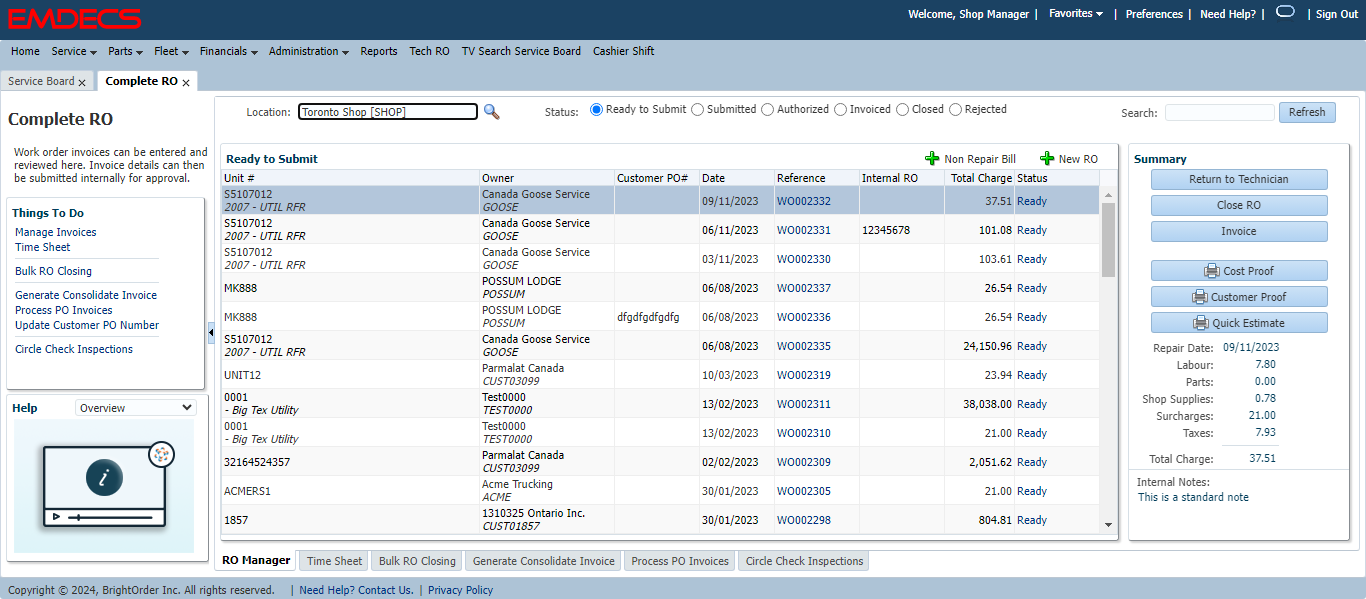 EMDECS
Welcome, Shop Manager | Favorites | Preferences | Need Help? | | Sign Out
Home Service Parts Fleet Financials Administration Reports Tech RO TV Search Service Board Cashier Shift
Service Board x Complete RO x
Complete RO
Work order invoices can be entered and
reviewed here. Invoice details can then
be submitted internally for approval.
Things To Do
Manage Invoices
Time Sheet
Bulk RO Closing
Generate Consolidate Invoice
Process PO Invoices
Update Customer PO Number
Circle Check Inspections
Help Overview
i
Location: Toronto Shop [SHOP] Status: Ready to Submit Submitted Authorized Invoiced Closed Rejected Search: Refresh
Ready to Submit Non Repair Bill New RO
Unit # Owner Customer PO# Date Reference Internal RO Total Charge Status
S5107012 Canada Goose Service
2007 - UTIL RFR GOOSE 09/11/2023 WO002332 37.51 Ready
S5107012 Canada Goose Service
2007 - UTIL RFR GOOSE 06/11/2023 WO002331 12345678 101.08 Ready
S5107012 Canada Goose Service
2007 - UTIL RFR GOOSE 03/11/2023 WO002330 103.61 Ready
MK888 POSSUM LODGE
POSSUM 06/08/2023 WO002337 26.54 Ready
MK888 POSSUM LODGE
POSSUM dfgdfgdfgdfg 06/08/2023 WO002336 26.54 Ready
S5107012 Canada Goose Service
2007 - UTIL RFR GOOSE 06/08/2023 WO002335 24,150.96 Ready
UNIT12 Parmalat Canada
CUST03099 10/03/2023 WO002319 23.94 Ready
0001 Test0000
- Big Tex Utility TEST0000 13/02/2023 WO002311 38,038.00 Ready
0001 Test0000
- Big Tex Utility TEST0000 13/02/2023 WO002310 21.00 Ready
32164524357 Parmalat Canada
CUST03099 02/02/2023 WO002309 2,051.62 Ready
ACMERS1 Acme Trucking
ACME 30/01/2023 WO002305 21.00 Ready
1857 1310325 Ontario Inc.
CUST01857 30/01/2023 WO002298 804.81 Ready
Summary
Return to Technician
Close RO
Invoice
Cost Proof
Customer Proof
Quick Estimate
Repair Date: 09/11/2023
Labour: 7.80
Parts: 0.00
Shop Supplies: 0.78
Surcharges: 21.00
Taxes: 7.93
Total Charge: 37.51
Internal Notes:
This is a standard note
RO Manager Time Sheet Bulk RO Closing Generate Consolidate Invoice Process PO Invoices Circle Check Inspections
Copyright © 2024, BrightOrder Inc. All rights reserved. | Need Help? Contact Us. | Privacy Policy